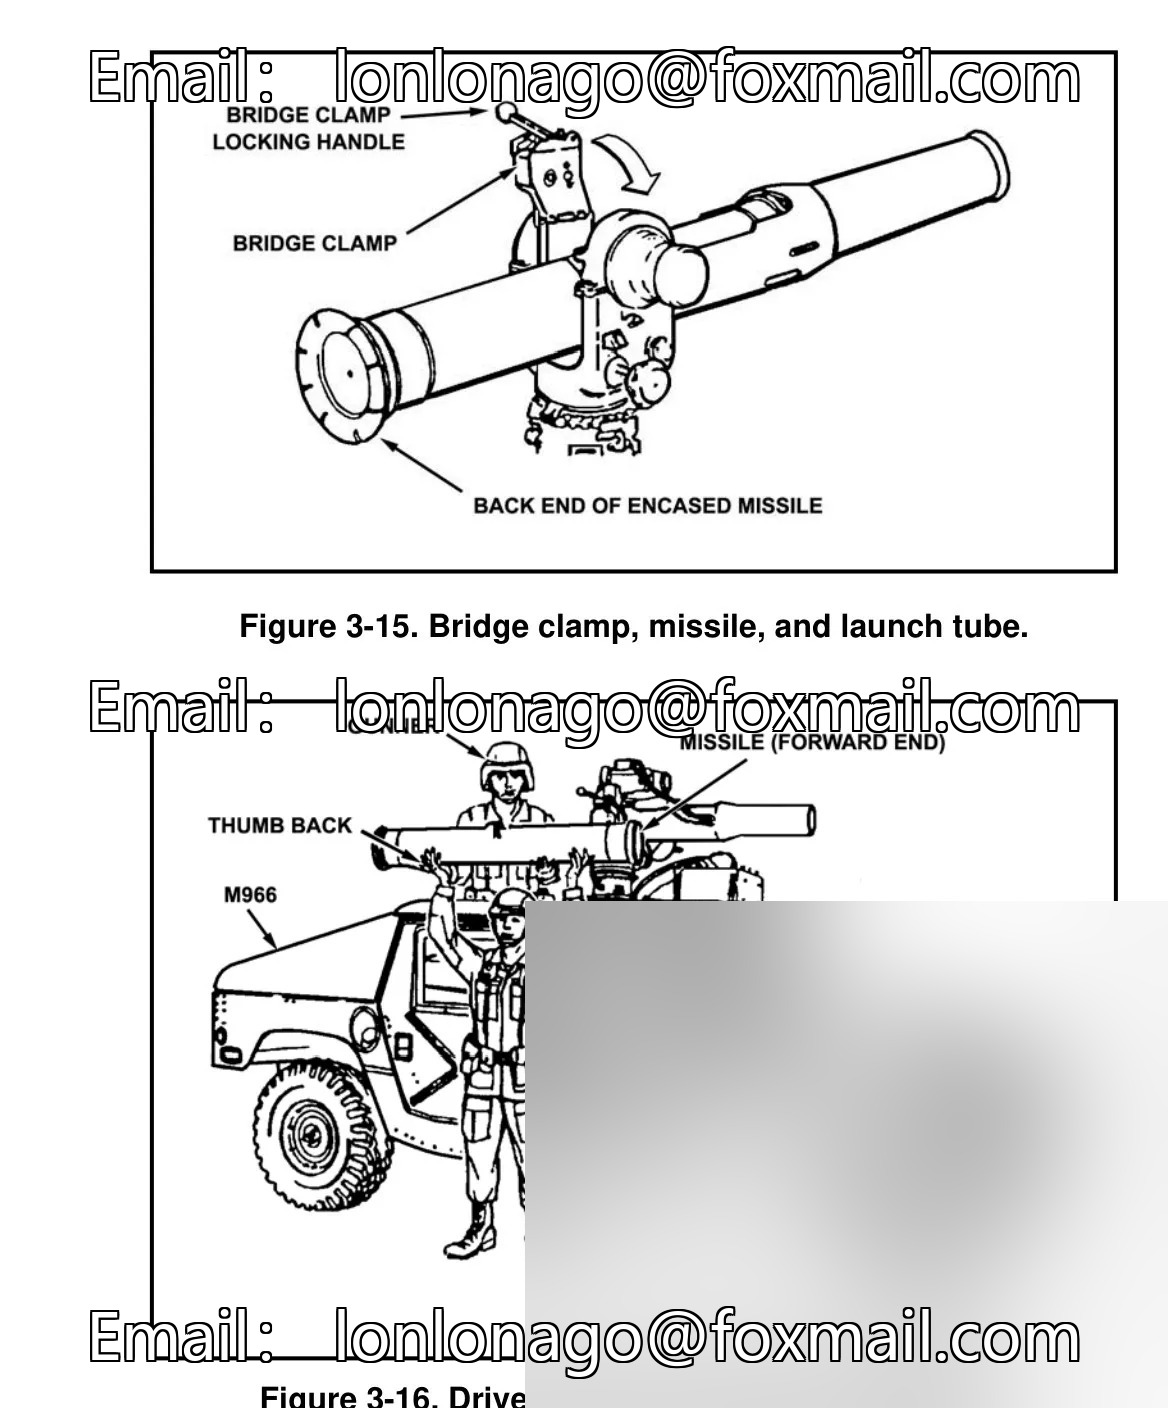 Email: lonlonago@foxmail.com
BRIDGE CLAMP
LOCKING HANDLE
BRIDGE CLAMP
BACK END OF ENCASED MISSILE
Figure 3-15. Bridge clamp, missile, and launch tube.
Email: lonlonago@foxmail.com
GUNNER
MISSILE (FORWARD END)
THUMB BACK
M966
Email: lonlonago@foxmail.com
Figure 3-16. Drive